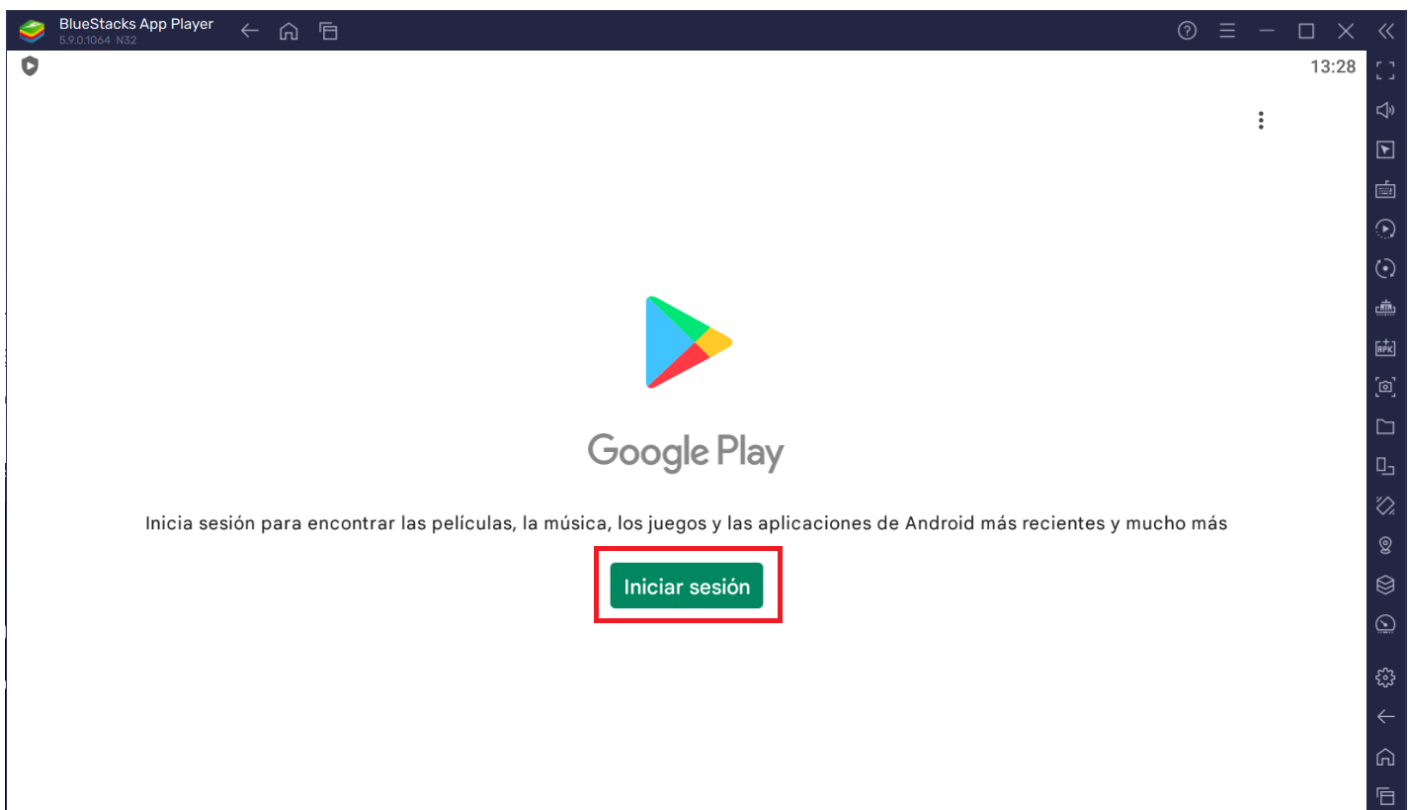 BlueStacks App Player
5.9.0.1064 N32
13:28
Google Play
Inicia sesión para encontrar las películas, la música, los juegos y las aplicaciones de Android más recientes y mucho más
Iniciar sesión
APK